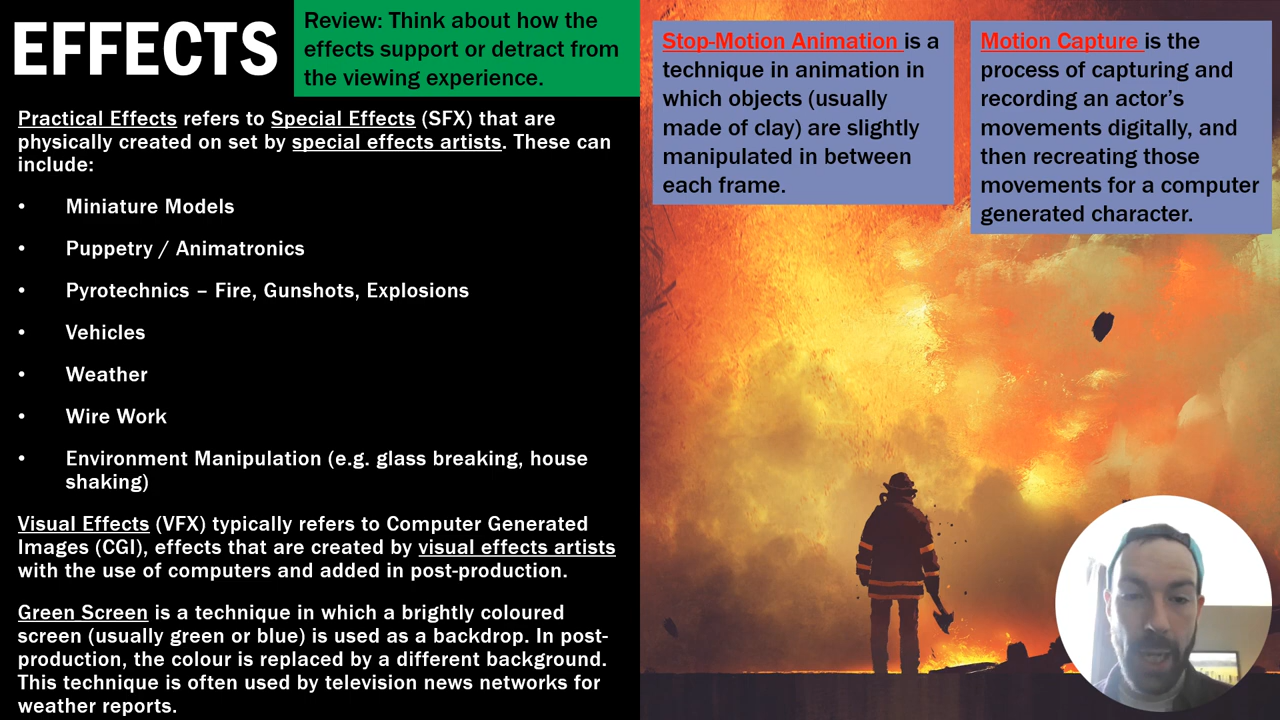 EFFECTS
Review: Think about how the
effects support or detract from
the viewing experience.
Practical Effects refers to Special Effects (SFX) that are
physically created on set by special effects artists. These can
include:
• Miniature Models
• Puppetry / Animatronics
• Pyrotechnics – Fire, Gunshots, Explosions
• Vehicles
• Weather
• Wire Work
• Environment Manipulation (e.g. glass breaking, house
shaking)
Visual Effects (VFX) typically refers to Computer Generated
Images (CGI), effects that are created by visual effects artists
with the use of computers and added in post-production.
Green Screen is a technique in which a brightly coloured
screen (usually green or blue) is used as a backdrop. In post-
production, the colour is replaced by a different background.
This technique is often used by television news networks for
weather reports.
Stop-Motion Animation is a
technique in animation in
which objects (usually
made of clay) are slightly
manipulated in between
each frame.
Motion Capture is the
process of capturing and
recording an actor’s
movements digitally, and
then recreating those
movements for a computer
generated character.